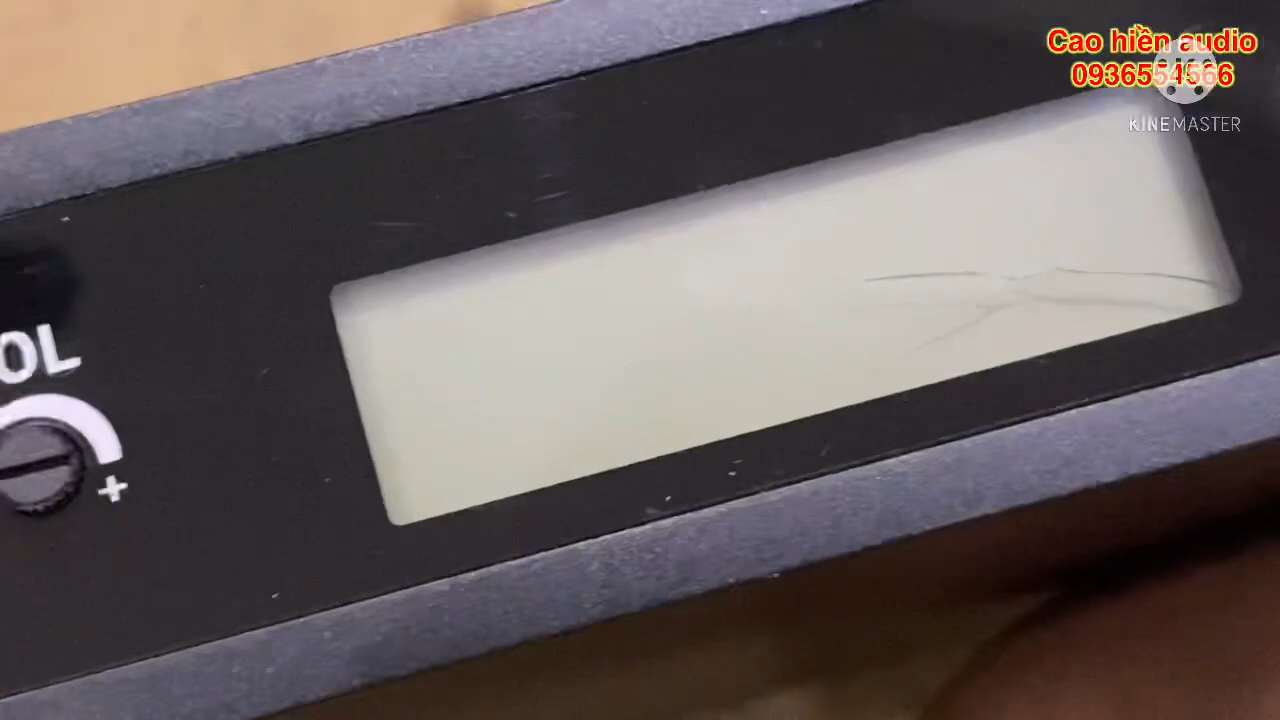 Cao hiền audio
0936554566
KINEMASTER
OL
+